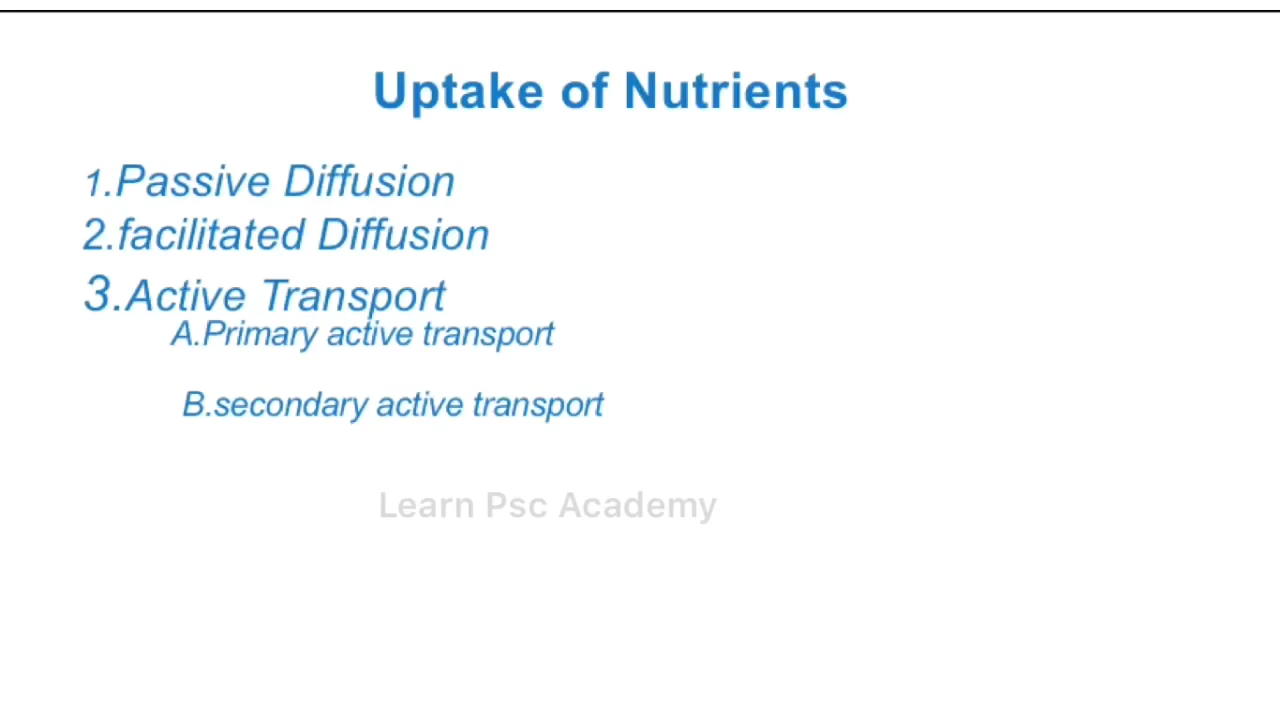 Uptake of Nutrients
1.Passive Diffusion
2.facilitated Diffusion
3.Active Transport
A.Primary active transport
B.secondary active transport
Learn Psc Academy